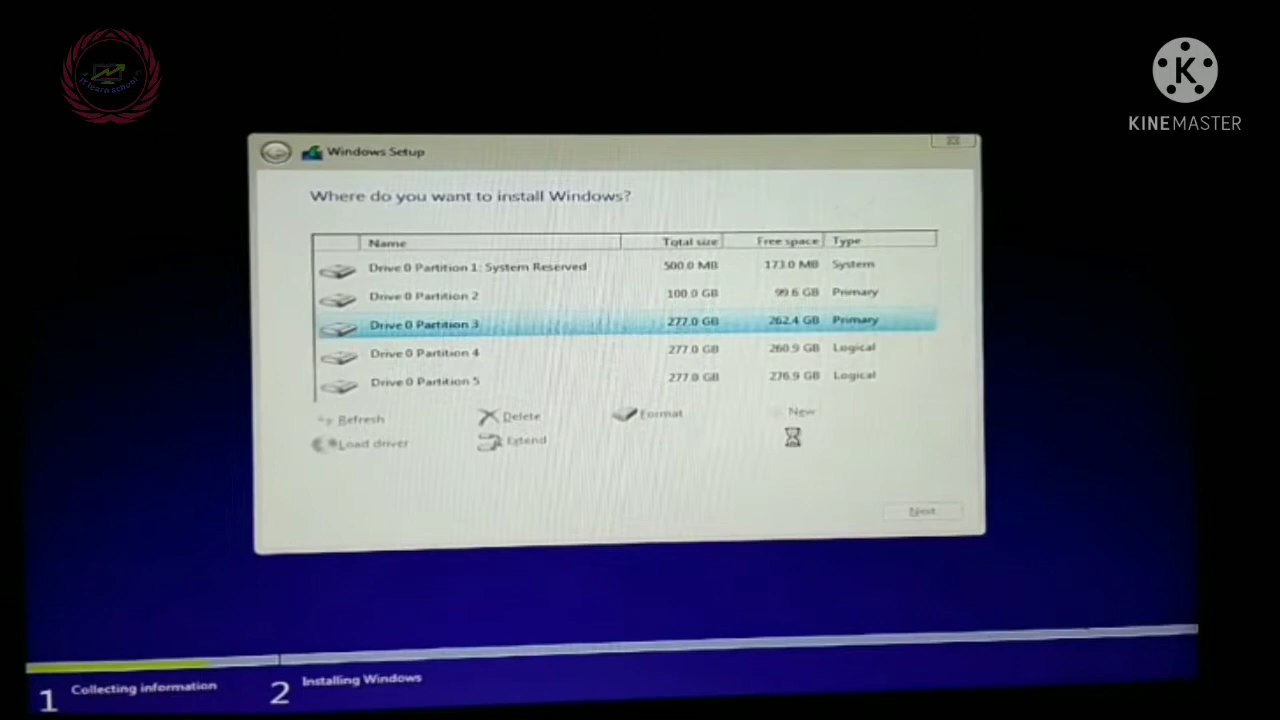 IT learn school
K
KINEMASTER
Windows Setup
Where do you want to install Windows?
Name Total size Free space Type
Drive 0 Partition 1: System Reserved 500.0 MB 173.0 MB System
Drive 0 Partition 2 100.0 GB 99.6 GB Primary
Drive 0 Partition 3 277.0 GB 262.4 GB Primary
Drive 0 Partition 4 277.0 GB 260.9 GB Logical
Drive 0 Partition 5 277.0 GB 276.9 GB Logical
Refresh Delete Format New
Load driver Extend
Next
1 Collecting information 2 Installing Windows